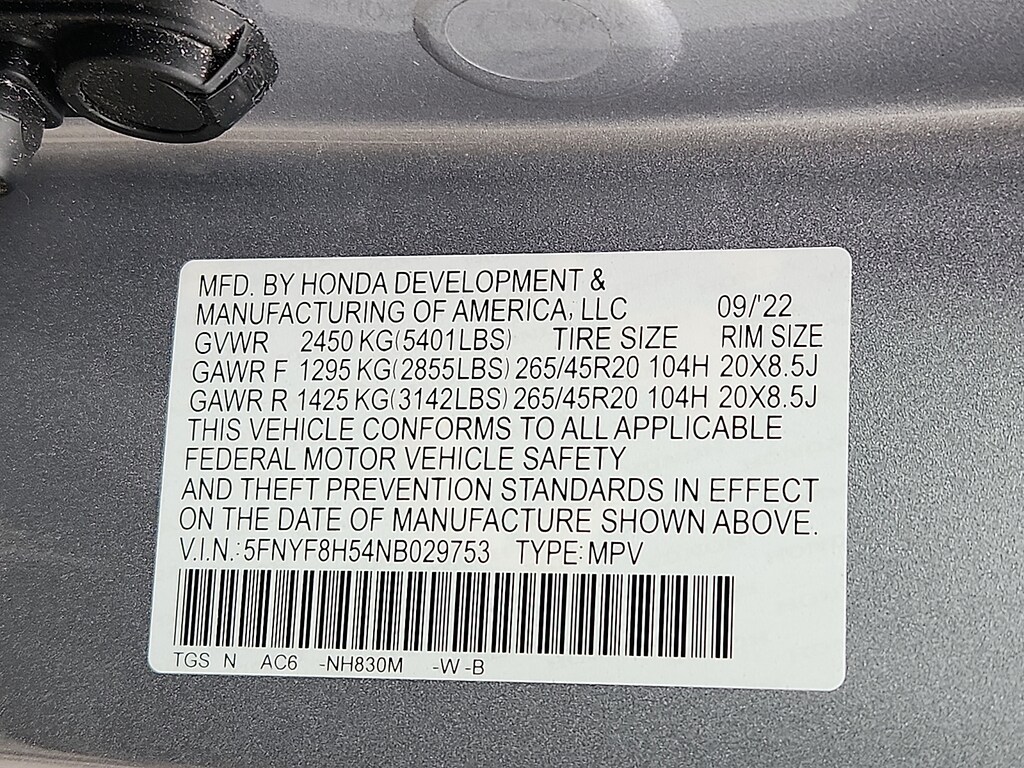 MFD. BY HONDA DEVELOPMENT &
MANUFACTURING OF AMERICA, LLC 09/'22
GVWR 2450 KG(5401LBS) TIRE SIZE RIM SIZE
GAWR F 1295 KG(2855LBS) 265/45R20 104H 20X8.5J
GAWR R 1425 KG(3142LBS) 265/45R20 104H 20X8.5J
THIS VEHICLE CONFORMS TO ALL APPLICABLE
FEDERAL MOTOR VEHICLE SAFETY
AND THEFT PREVENTION STANDARDS IN EFFECT
ON THE DATE OF MANUFACTURE SHOWN ABOVE.
V.I.N.:5FNYF8H54NB029753 TYPE:MPV
TGS N AC6 -NH830M -W -B